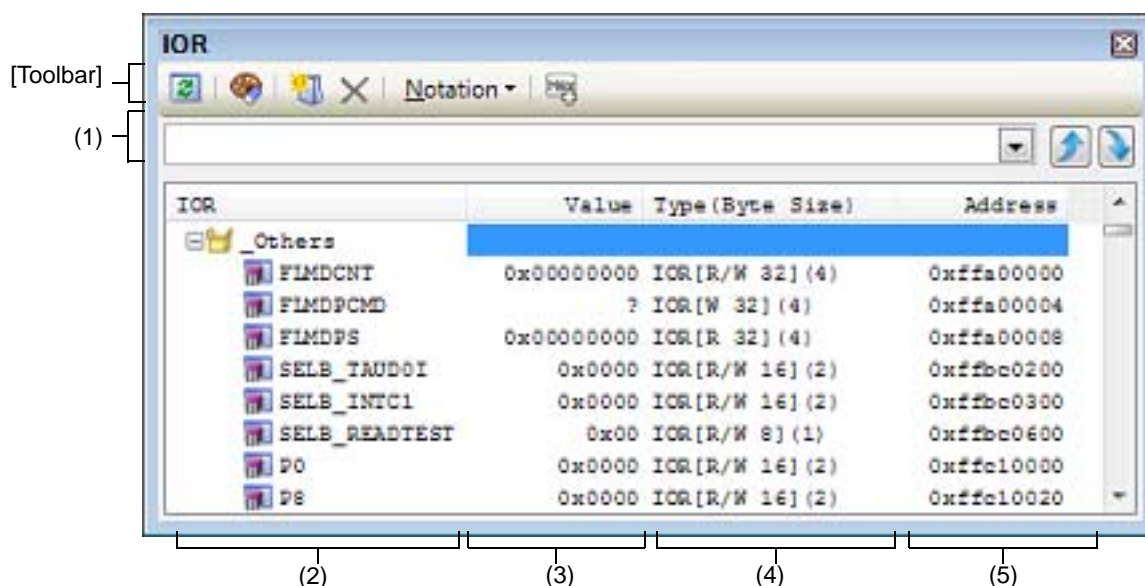 IOR
[Toolbar]
Notation
Hex
(1)
IOR Value Type(Byte Size) Address
_Others
FLMDCNT 0x00000000 IOR[R/W 32](4) 0xffa00000
FLMDPCMD ? IOR[W 32](4) 0xffa00004
FLMDPS 0x00000000 IOR[R 32](4) 0xffa00008
SELB_TAUD0I 0x0000 IOR[R/W 16](2) 0xffbc0200
SELB_INTC1 0x0000 IOR[R/W 16](2) 0xffbc0300
SELB_READTEST 0x00 IOR[R/W 8](1) 0xffbc0600
P0 0x0000 IOR[R/W 16](2) 0xffc10000
P8 0x0000 IOR[R/W 16](2) 0xffc10020
(2) (3) (4) (5)